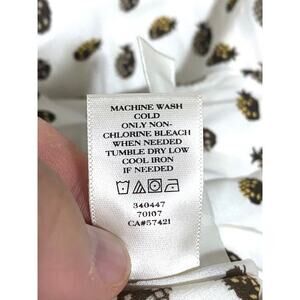 MACHINE WASH
COLD
ONLY NON-
CHLORINE BLEACH
WHEN NEEDED
TUMBLE DRY LOW
COOL IRON
IF NEEDED
340447
70107
CA#57421